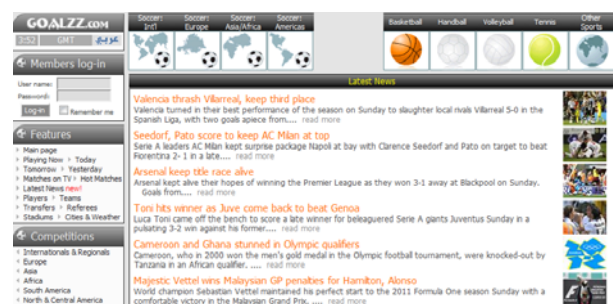 GOALZZ.COM
3:52 GMT عربي
Soccer: Int'l
Soccer: Europe
Soccer: Asia/Africa
Soccer: Americas
Basketball
Handball
Volleyball
Tennis
Other Sports
Members log-in
User name:
Password:
Log-in Remember me
Features
Main page
Playing Now Today
Tomorrow Yesterday
Matches on TV Hot Matches
Latest News new!
Players Teams
Transfers Referees
Stadiums Cities & Weather
Competitions
Internationals & Regionals
Europe
Asia
Africa
South America
North & Central America
Latest News
Valencia thrash Villarreal, keep third place
Valencia turned in their best performance of the season on Sunday to slaughter local rivals Villarreal 5-0 in the
Spanish Liga, with two goals apiece from.... read more
Seedorf, Pato score to keep AC Milan at top
Serie A leaders AC Milan kept surprise package Napoli at bay with Clarence Seedorf and Pato on target to beat
Fiorentina 2- 1 in a late.... read more
Arsenal keep title race alive
Arsenal kept alive their hopes of winning the Premier League as they won 3-1 away at Blackpool on Sunday.
Goals from.... read more
Toni hits winner as Juve come back to beat Genoa
Luca Toni came off the bench to score a late winner for beleaguered Serie A giants Juventus Sunday in a
pulsating 3-2 win against his former.... read more
Cameroon and Ghana stunned in Olympic qualifiers
Cameroon, who in 2000 won the men's gold medal in the Olympic football tournament, were knocked-out by
Tanzania in an African qualifier. .... read more
Majestic Vettel wins Malaysian GP penalties for Hamilton, Alonso
World champion Sebastian Vettel maintained his perfect start to the 2011 Formula One season Sunday with a
comfortable victory in the Malaysian Grand Prix. .... read more